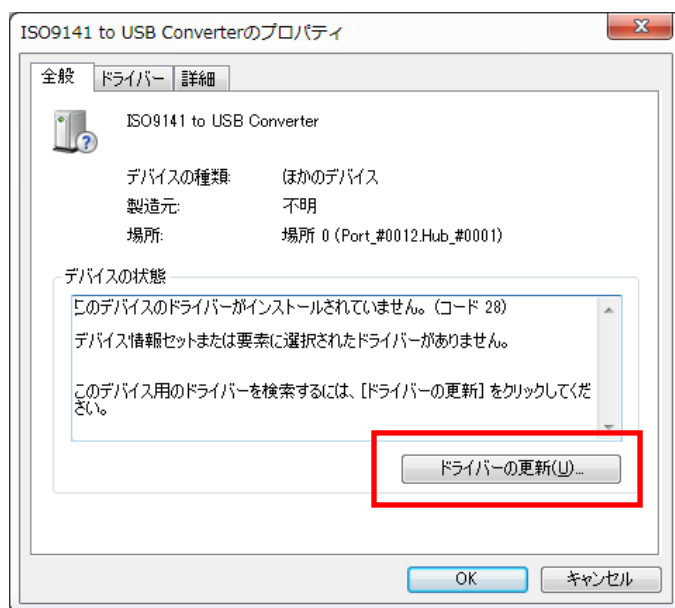 ISO9141 to USB Converterのプロパティ
全般 ドライバー 詳細
ISO9141 to USB Converter
デバイスの種類: ほかのデバイス
製造元: 不明
場所: 場所 0 (Port_#0012.Hub_#0001)
デバイスの状態
このデバイスのドライバーがインストールされていません。(コード 28)
デバイス情報セットまたは要素に選択されたドライバーがありません。
このデバイス用のドライバーを検索するには、[ドライバーの更新] をクリックしてくだ
さい。
ドライバーの更新(U)...
OK キャンセル